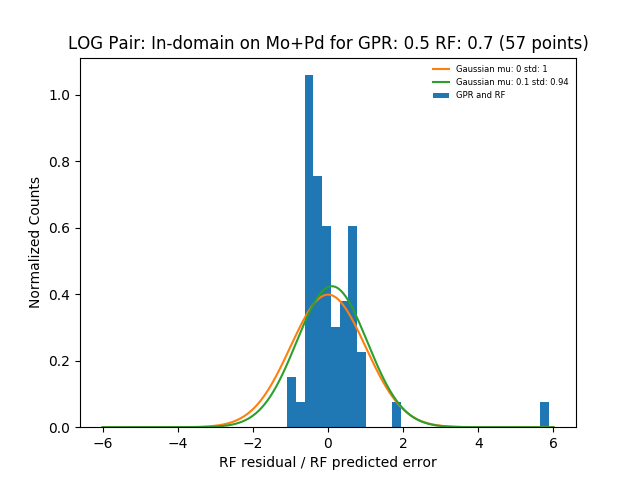 LOG Pair: In-domain on Mo+Pd for GPR: 0.5 RF: 0.7 (57 points)
Gaussian mu: 0 std: 1
Gaussian mu: 0.1 std: 0.94
GPR and RF
Normalized Counts
1.0
0.8
0.6
0.4
0.2
0.0
−6 −4 −2 0 2 4 6
RF residual / RF predicted error